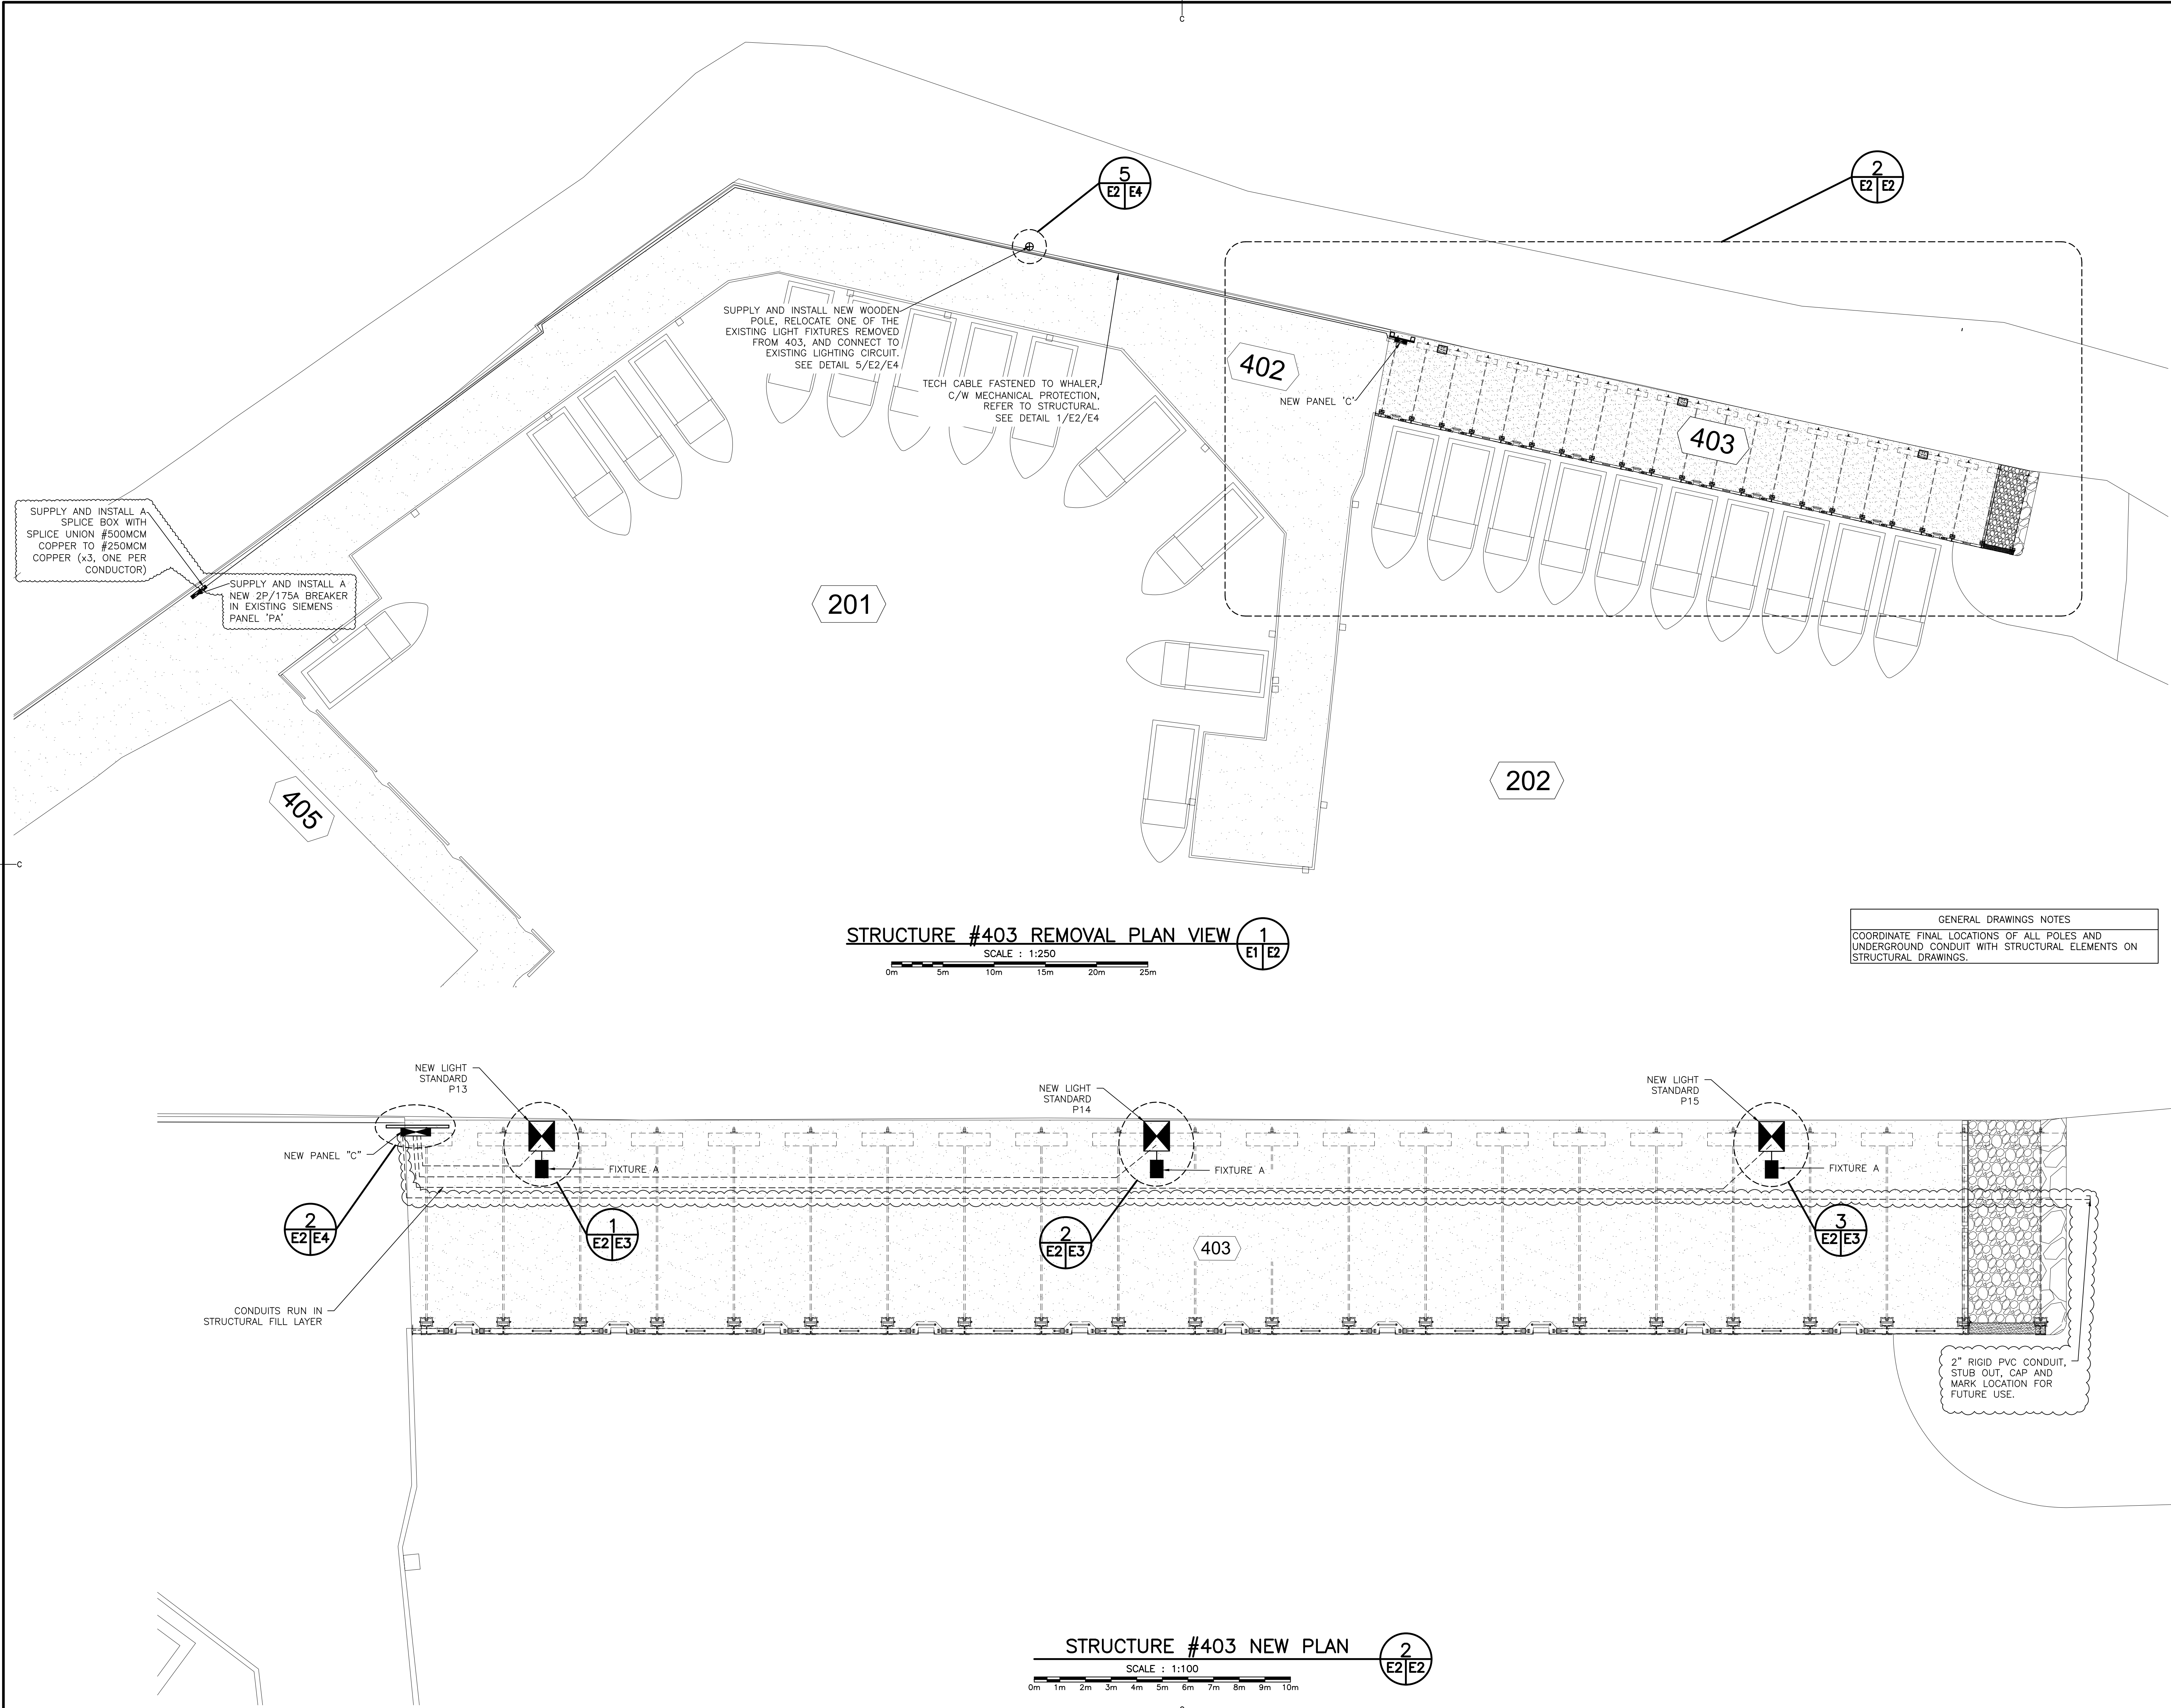 C
5
E2 E4
2
E2 E2
SUPPLY AND INSTALL NEW WOODEN
POLE, RELOCATE ONE OF THE
EXISTING LIGHT FIXTURES REMOVED
FROM 403, AND CONNECT TO
EXISTING LIGHTING CIRCUIT.
SEE DETAIL 5/E2/E4
TECH CABLE FASTENED TO WHALER,
C/W MECHANICAL PROTECTION,
REFER TO STRUCTURAL.
SEE DETAIL 1/E2/E4
402
NEW PANEL 'C'
403
SUPPLY AND INSTALL A
SPLICE BOX WITH
SPLICE UNION #500MCM
COPPER TO #250MCM
COPPER (x3, ONE PER
CONDUCTOR)
SUPPLY AND INSTALL A
NEW 2P/175A BREAKER
IN EXISTING SIEMENS
PANEL 'PA'
201
202
405
C
STRUCTURE #403 REMOVAL PLAN VIEW
1
E1 E2
SCALE : 1:250
0m 5m 10m 15m 20m 25m
GENERAL DRAWINGS NOTES
COORDINATE FINAL LOCATIONS OF ALL POLES AND
UNDERGROUND CONDUIT WITH STRUCTURAL ELEMENTS ON
STRUCTURAL DRAWINGS.
NEW LIGHT
STANDARD
P13
NEW LIGHT
STANDARD
P14
NEW LIGHT
STANDARD
P15
NEW PANEL "C"
FIXTURE A
FIXTURE A
FIXTURE A
2
E2 E4
1
E2 E3
2
E2 E3
403
3
E2 E3
CONDUITS RUN IN
STRUCTURAL FILL LAYER
2" RIGID PVC CONDUIT,
STUB OUT, CAP AND
MARK LOCATION FOR
FUTURE USE.
STRUCTURE #403 NEW PLAN
2
E2 E2
SCALE : 1:100
0m 1m 2m 3m 4m 5m 6m 7m 8m 9m 10m